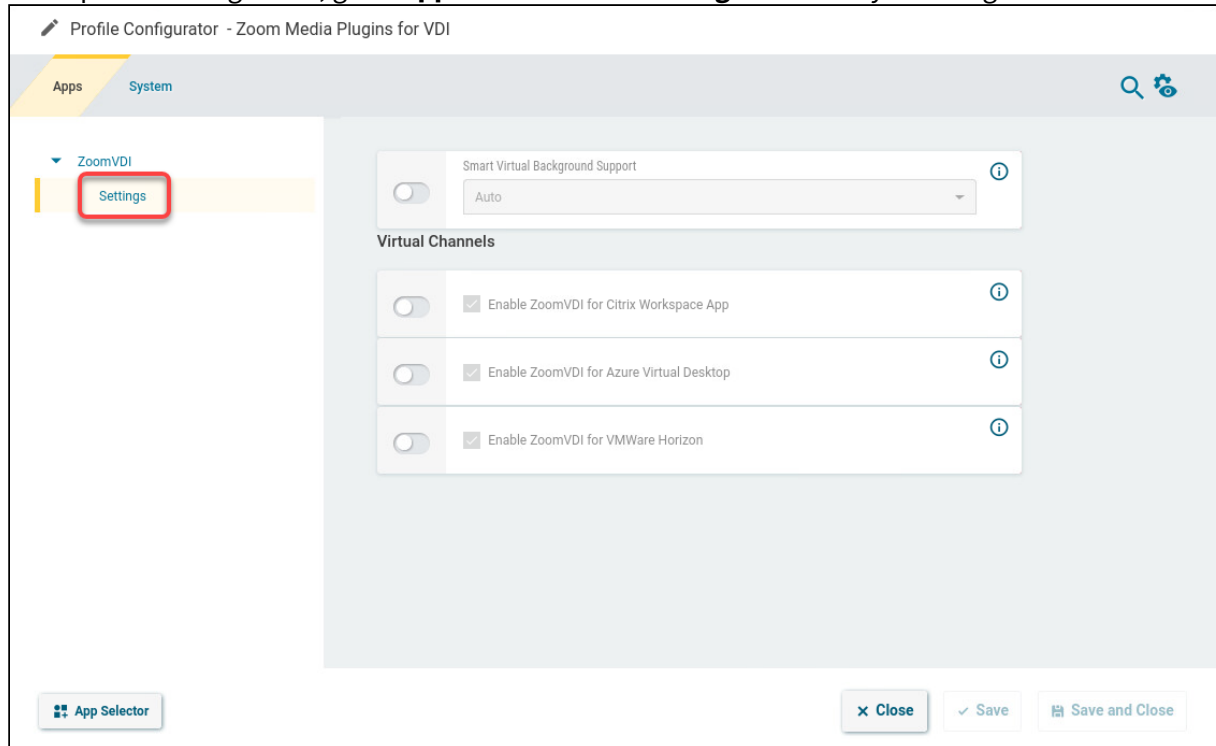 Profile Configurator - Zoom Media Plugins for VDI
Apps
System
ZoomVDI
Settings
Smart Virtual Background Support
Auto
Virtual Channels
Enable ZoomVDI for Citrix Workspace App
Enable ZoomVDI for Azure Virtual Desktop
Enable ZoomVDI for VMWare Horizon
App Selector
Close
Save
Save and Close